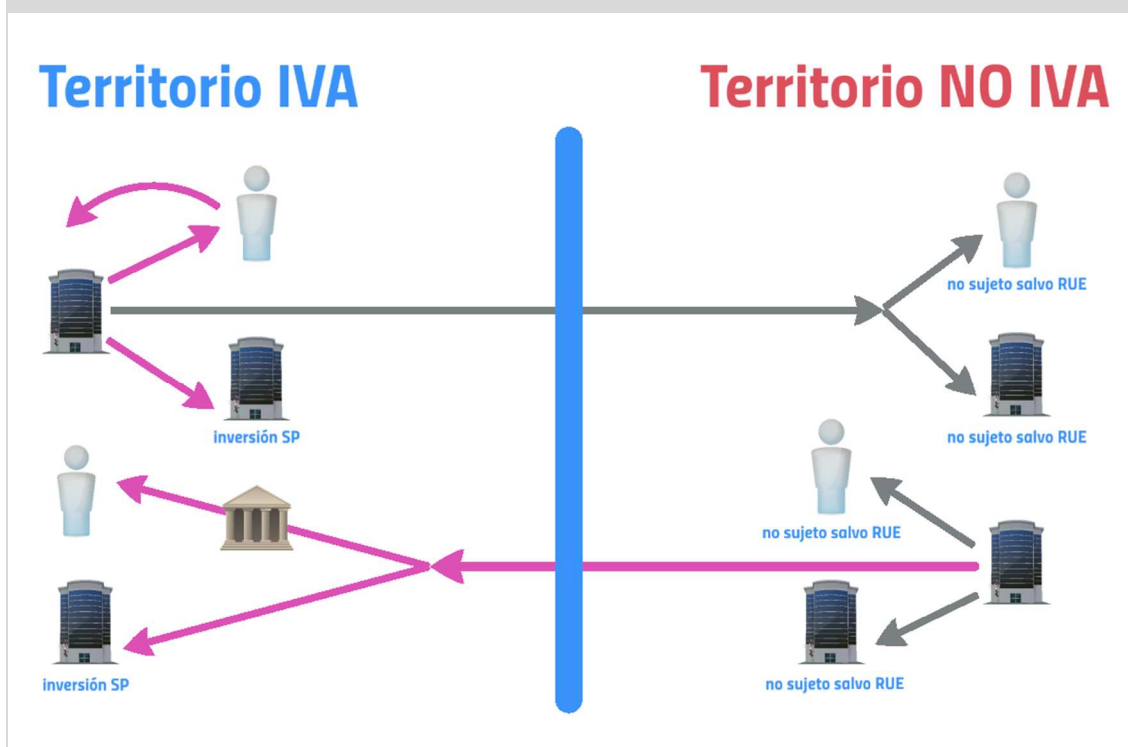 Territorio IVA
Territorio NO IVA
no sujeto salvo RUE
inversión SP
no sujeto salvo RUE
no sujeto salvo RUE
inversión SP
no sujeto salvo RUE